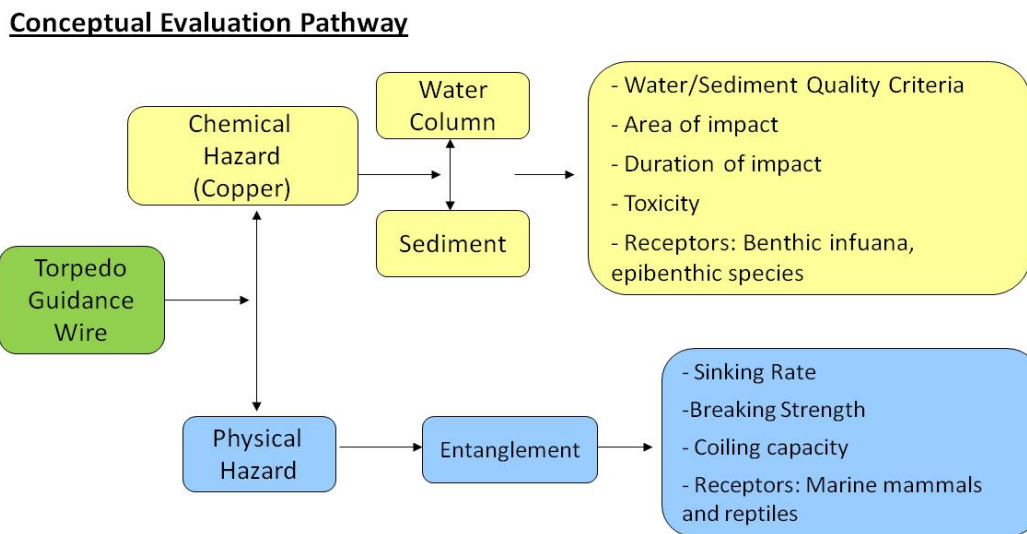 Conceptual Evaluation Pathway
Torpedo
Guidance
Wire
Chemical
Hazard
(Copper)
Water
Column
Sediment
- Water/Sediment Quality Criteria
- Area of impact
- Duration of impact
- Toxicity
- Receptors: Benthic infuana,
epibenthic species
Physical
Hazard
Entanglement
- Sinking Rate
-Breaking Strength
- Coiling capacity
- Receptors: Marine mammals
and reptiles